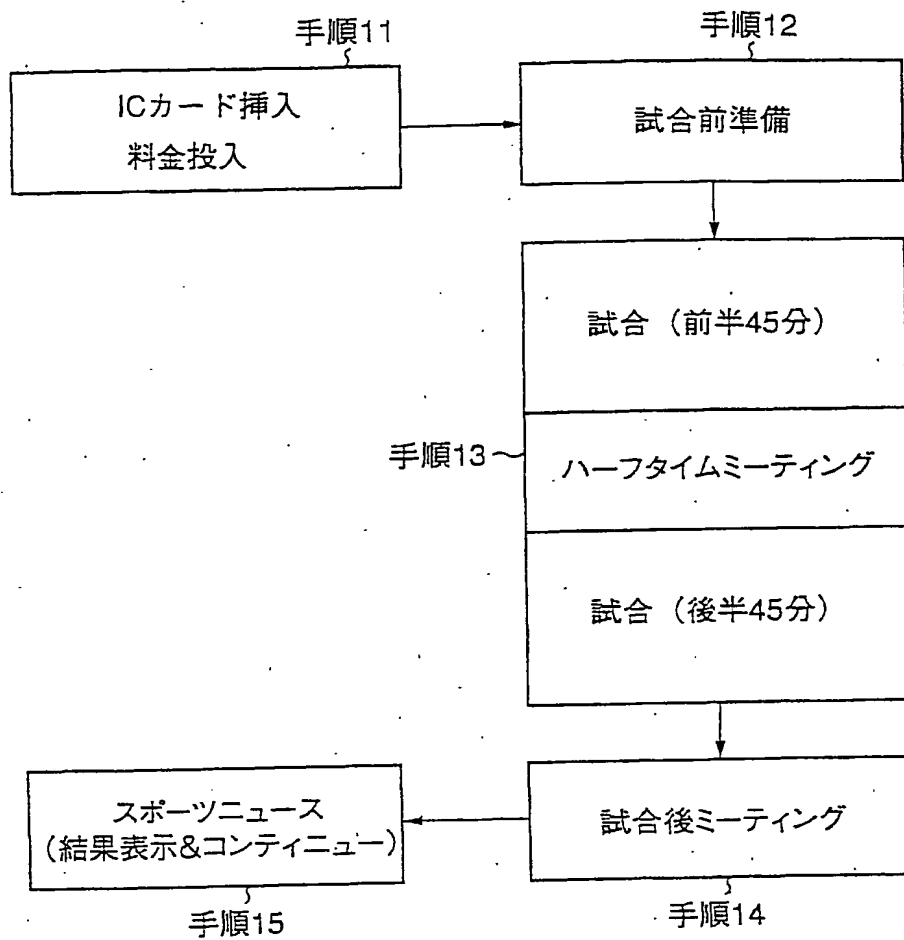 手順11
ICカード挿入
料金投入
手順12
試合前準備
試合（前半45分）
手順13
ハーフタイムミーティング
試合（後半45分）
試合後ミーティング
手順14
スポーツニュース
（結果表示&コンティニュー）
手順15